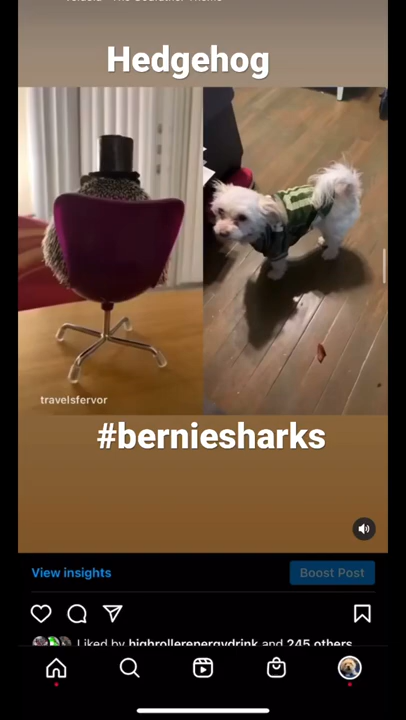 Hedgehog
travelsfervor
#berniesharks
View insights
Boost Post
Liked by highrollerenergydrink and 245 others